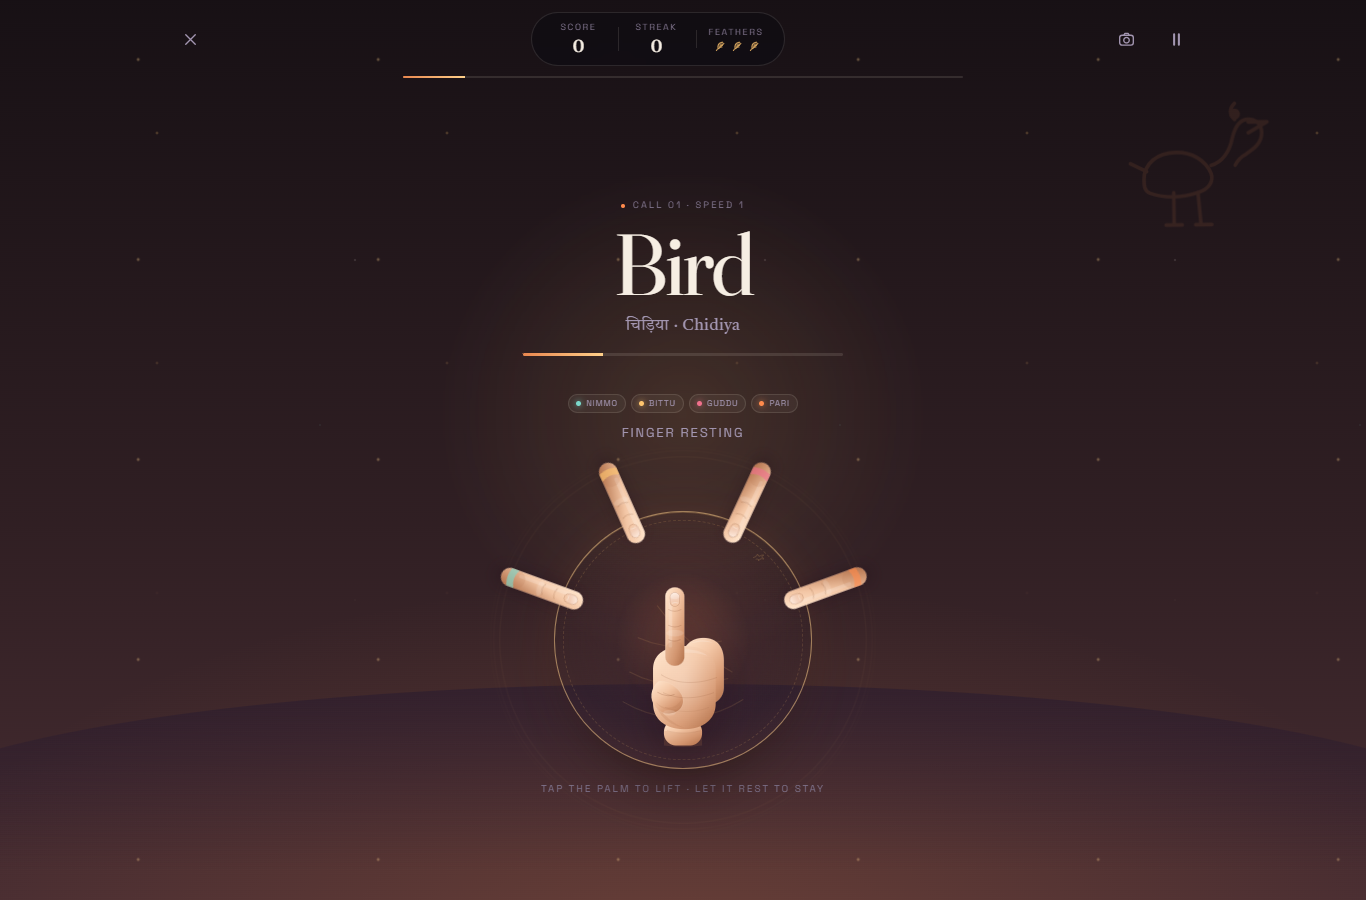 SCORE
0
STREAK
0
FEATHERS
CALL 01 · SPEED 1
Bird
चिड़िया · Chidiya
NIMMO
BITTU
GUDDU
PARI
FINGER RESTING
TAP THE PALM TO LIFT · LET IT REST TO STAY